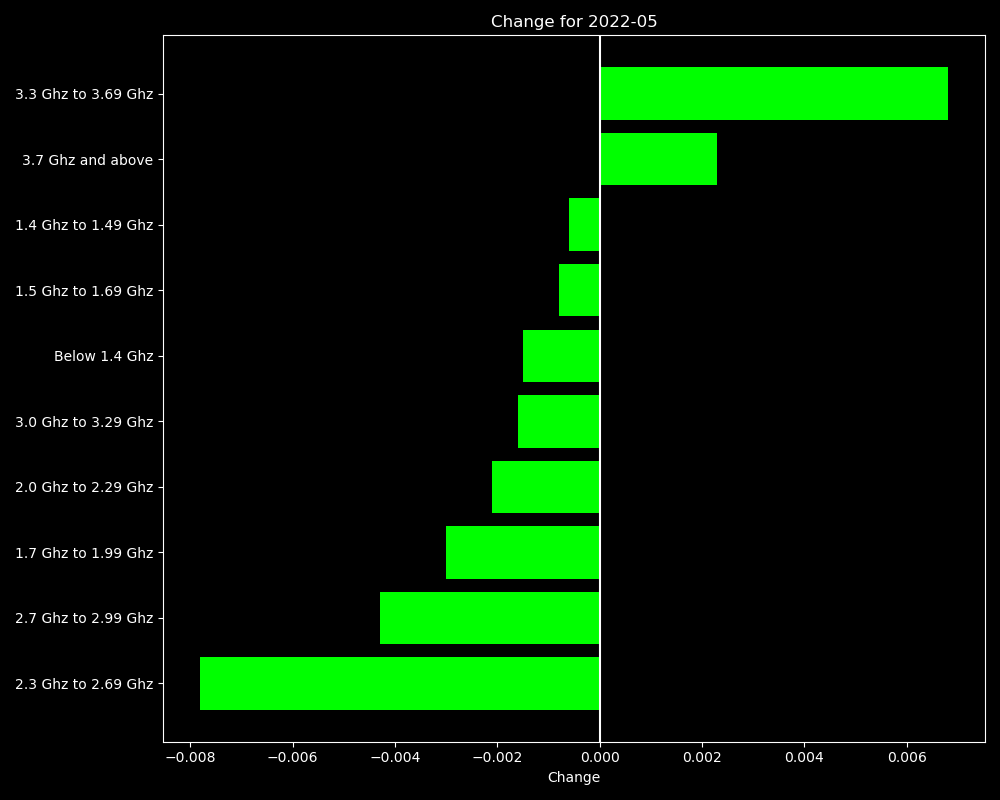 Change for 2022-05
3.3 Ghz to 3.69 Ghz
3.7 Ghz and above
1.4 Ghz to 1.49 Ghz
1.5 Ghz to 1.69 Ghz
Below 1.4 Ghz
3.0 Ghz to 3.29 Ghz
2.0 Ghz to 2.29 Ghz
1.7 Ghz to 1.99 Ghz
2.7 Ghz to 2.99 Ghz
2.3 Ghz to 2.69 Ghz
−0.008 −0.006 −0.004 −0.002 0.000 0.002 0.004 0.006
Change